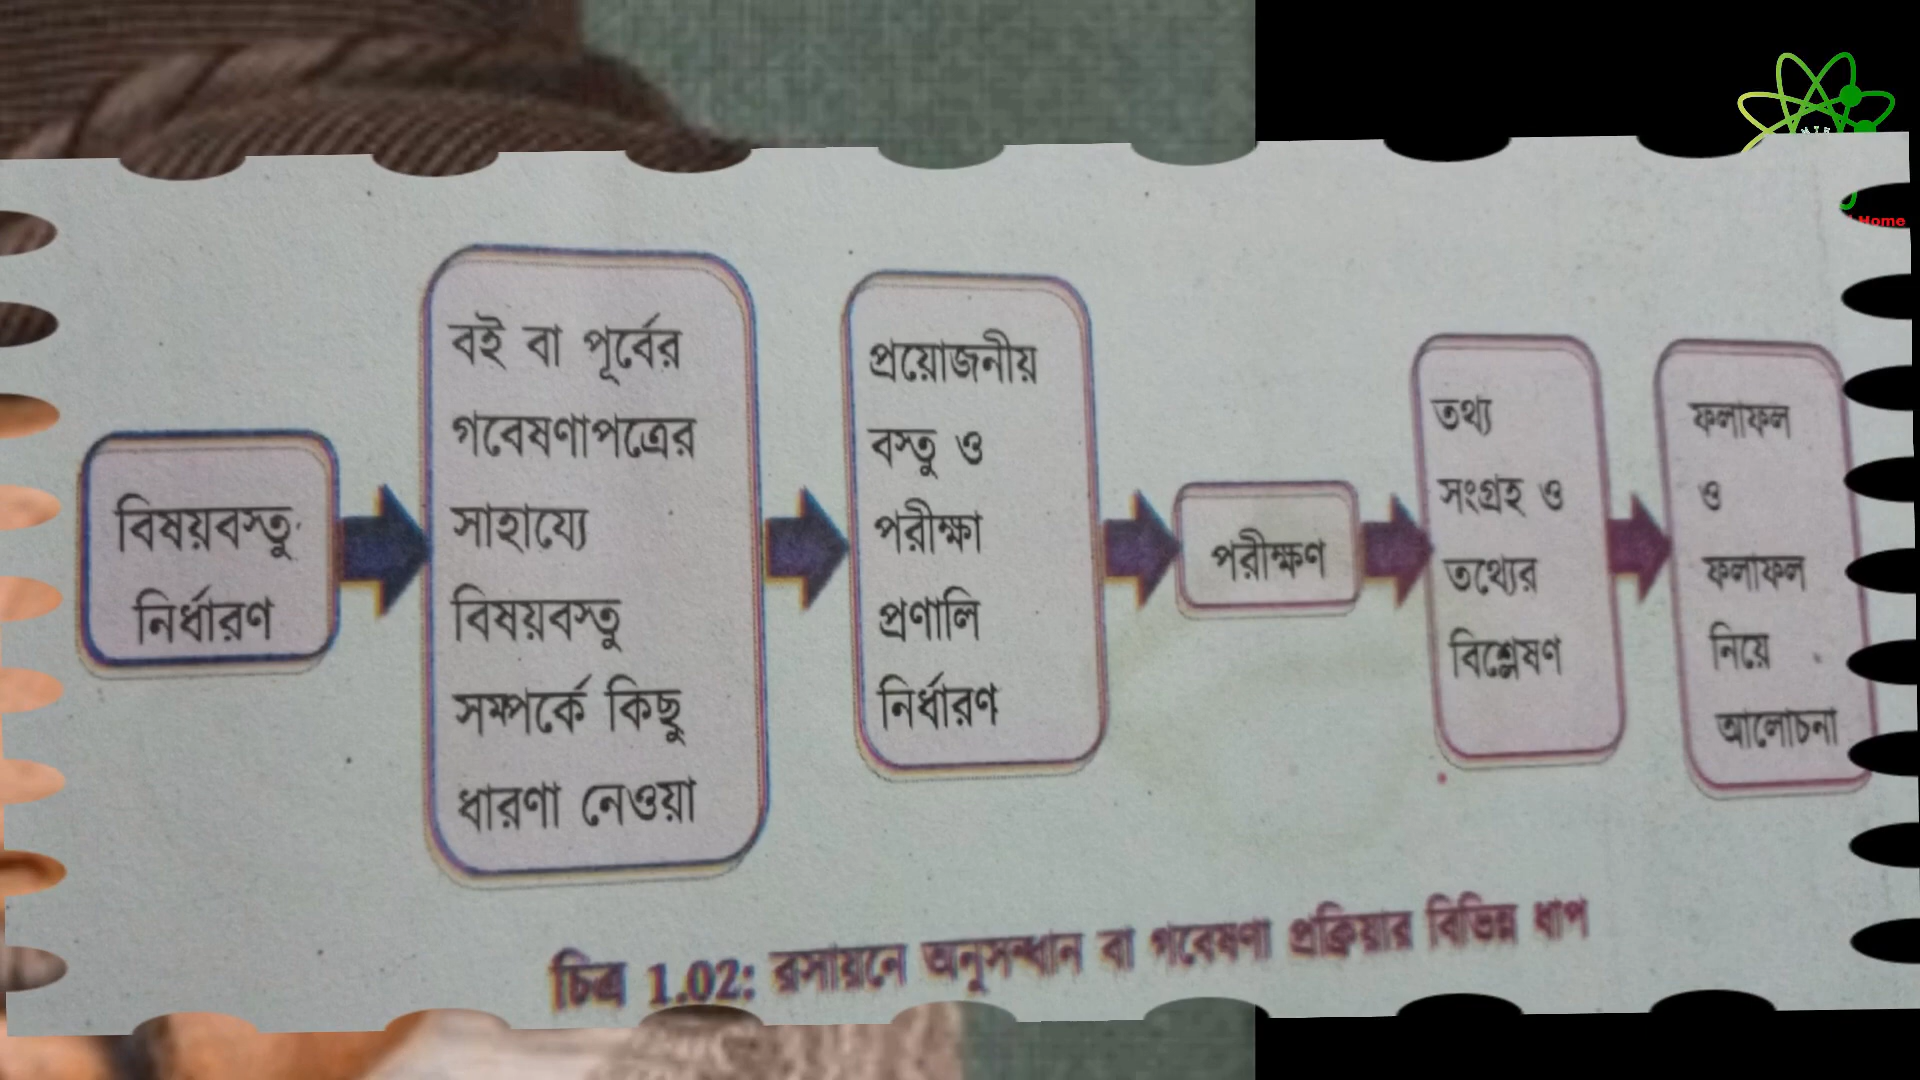 বিষয়বস্তু
নির্ধারণ
বই বা পূর্বের
গবেষণাপত্রের
সাহায্যে
বিষয়বস্তু
সম্পর্কে কিছু
ধারণা নেওয়া
প্রয়োজনীয়
বস্তু ও
পরীক্ষা
প্রণালি
নির্ধারণ
পরীক্ষণ
তথ্য
সংগ্রহ ও
তথ্যের
বিশ্লেষণ
ফলাফল
ও
ফলাফল
নিয়ে
আলোচনা
চিত্র 1.02: রসায়নে অনুসন্ধান বা গবেষণা প্রক্রিয়ার বিভিন্ন ধাপ
Home